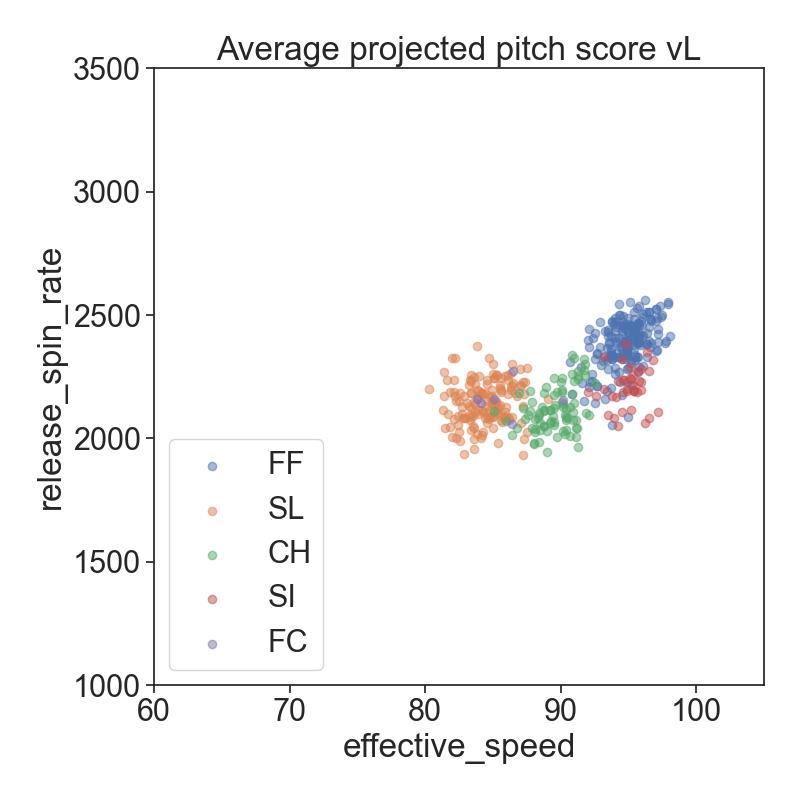 Average projected pitch score vL
3500
3000
2500
2000
1500
1000
release_spin_rate
FF
SL
CH
SI
FC
60 70 80 90 100
effective_speed